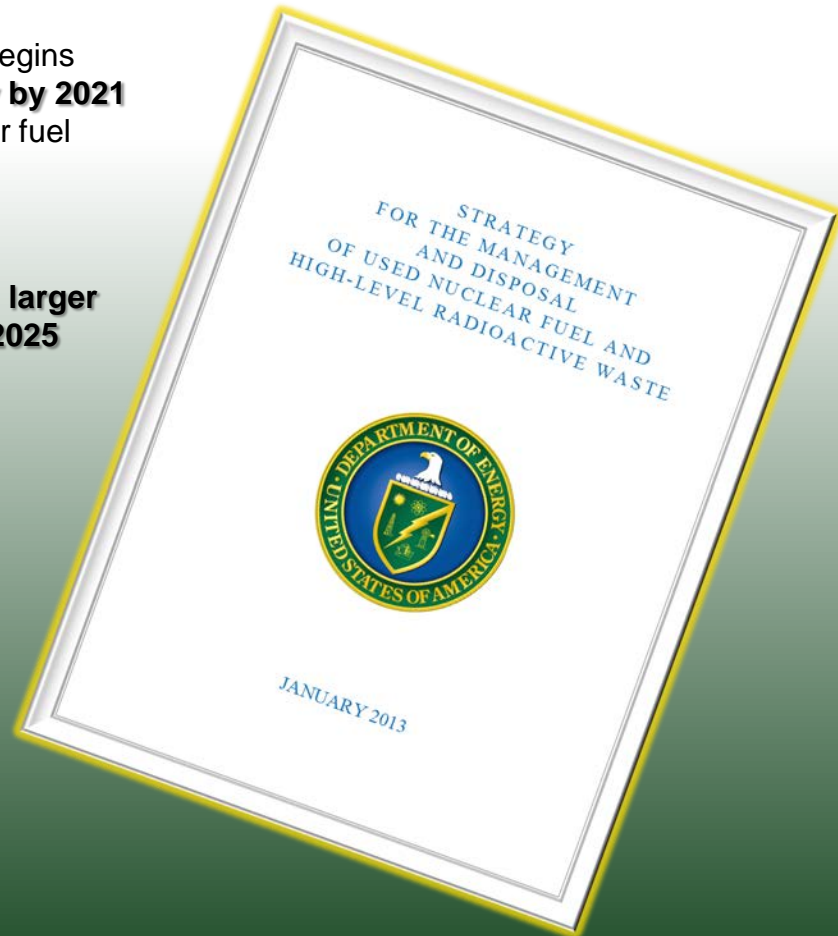 egins
by 2021
r fuel
larger
2025
STRATEGY
FOR THE MANAGEMENT
AND DISPOSAL
OF USED NUCLEAR FUEL AND
HIGH-LEVEL RADIOACTIVE WASTE
DEPARTMENT OF ENERGY
UNITED STATES OF AMERICA
JANUARY 2013